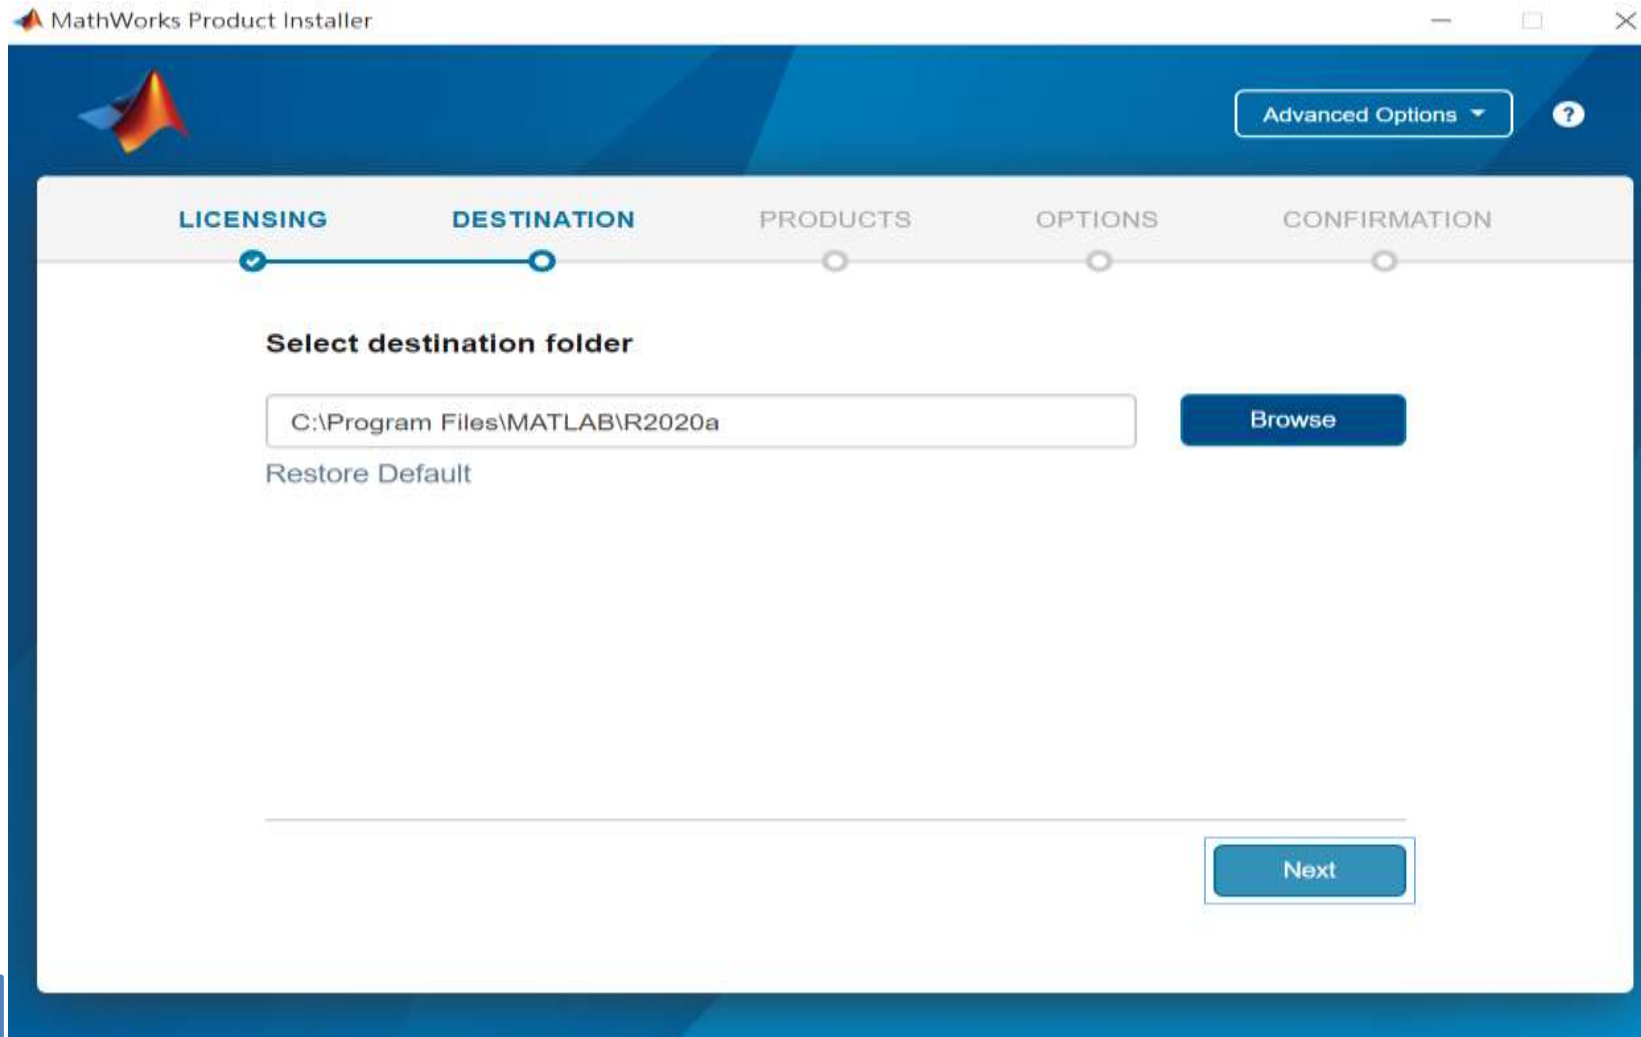 MathWorks Product Installer
Advanced Options
?
LICENSING DESTINATION PRODUCTS OPTIONS CONFIRMATION
Select destination folder
C:\Program Files\MATLAB\R2020a
Browse
Restore Default
Next